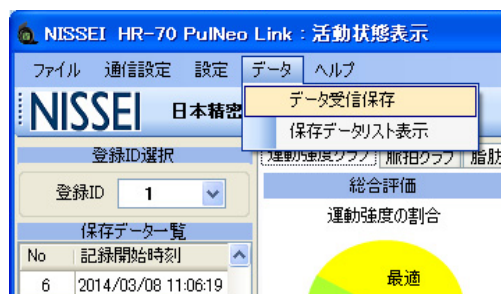 NISSEI HR-70 PulNeo Link : 活動状態表示
ファイル 通信設定 設定 データ ヘルプ
データ受信保存
保存データリスト表示
NISSEI 日本精密
登録ID選択
運動強度グラフ 脈拍グラフ 脂肪
登録ID 1
総合評価
運動強度の割合
保存データ一覧
No 記録開始時刻
6 2014/03/08 11:06:19
最適